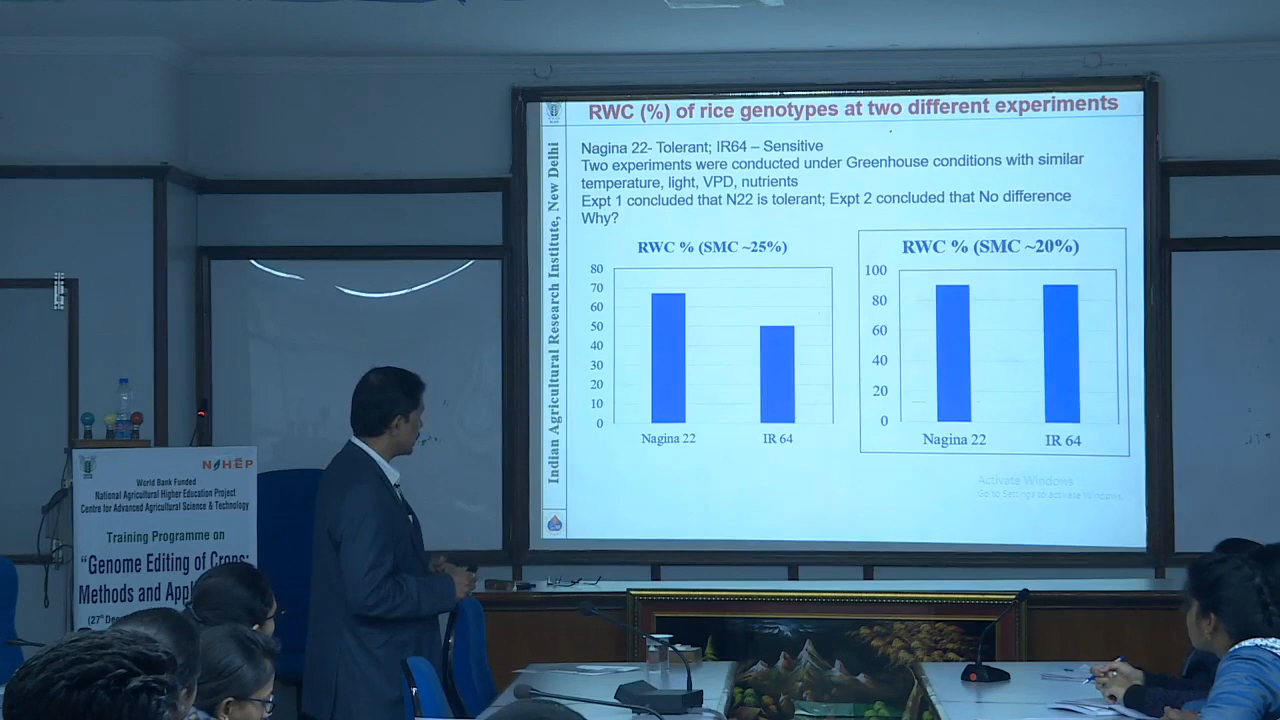 RWC (%) of rice genotypes at two different experiments
Indian Agricultural Research Institute, New Delhi
Nagina 22- Tolerant; IR64 – Sensitive
Two experiments were conducted under Greenhouse conditions with similar
temperature, light, VPD, nutrients
Expt 1 concluded that N22 is tolerant; Expt 2 concluded that No difference
Why?
RWC % (SMC ~25%)
80
70
60
50
40
30
20
10
0
Nagina 22 IR 64
RWC % (SMC ~20%)
100
80
60
40
20
0
Nagina 22 IR 64
Activate Windows
Go to Settings to activate Windows.
NAHEP
World Bank Funded
National Agricultural Higher Education Project
Centre for Advanced Agricultural Science & Technology
Training Programme on
“Genome Editing of Crops:
Methods and
(27th